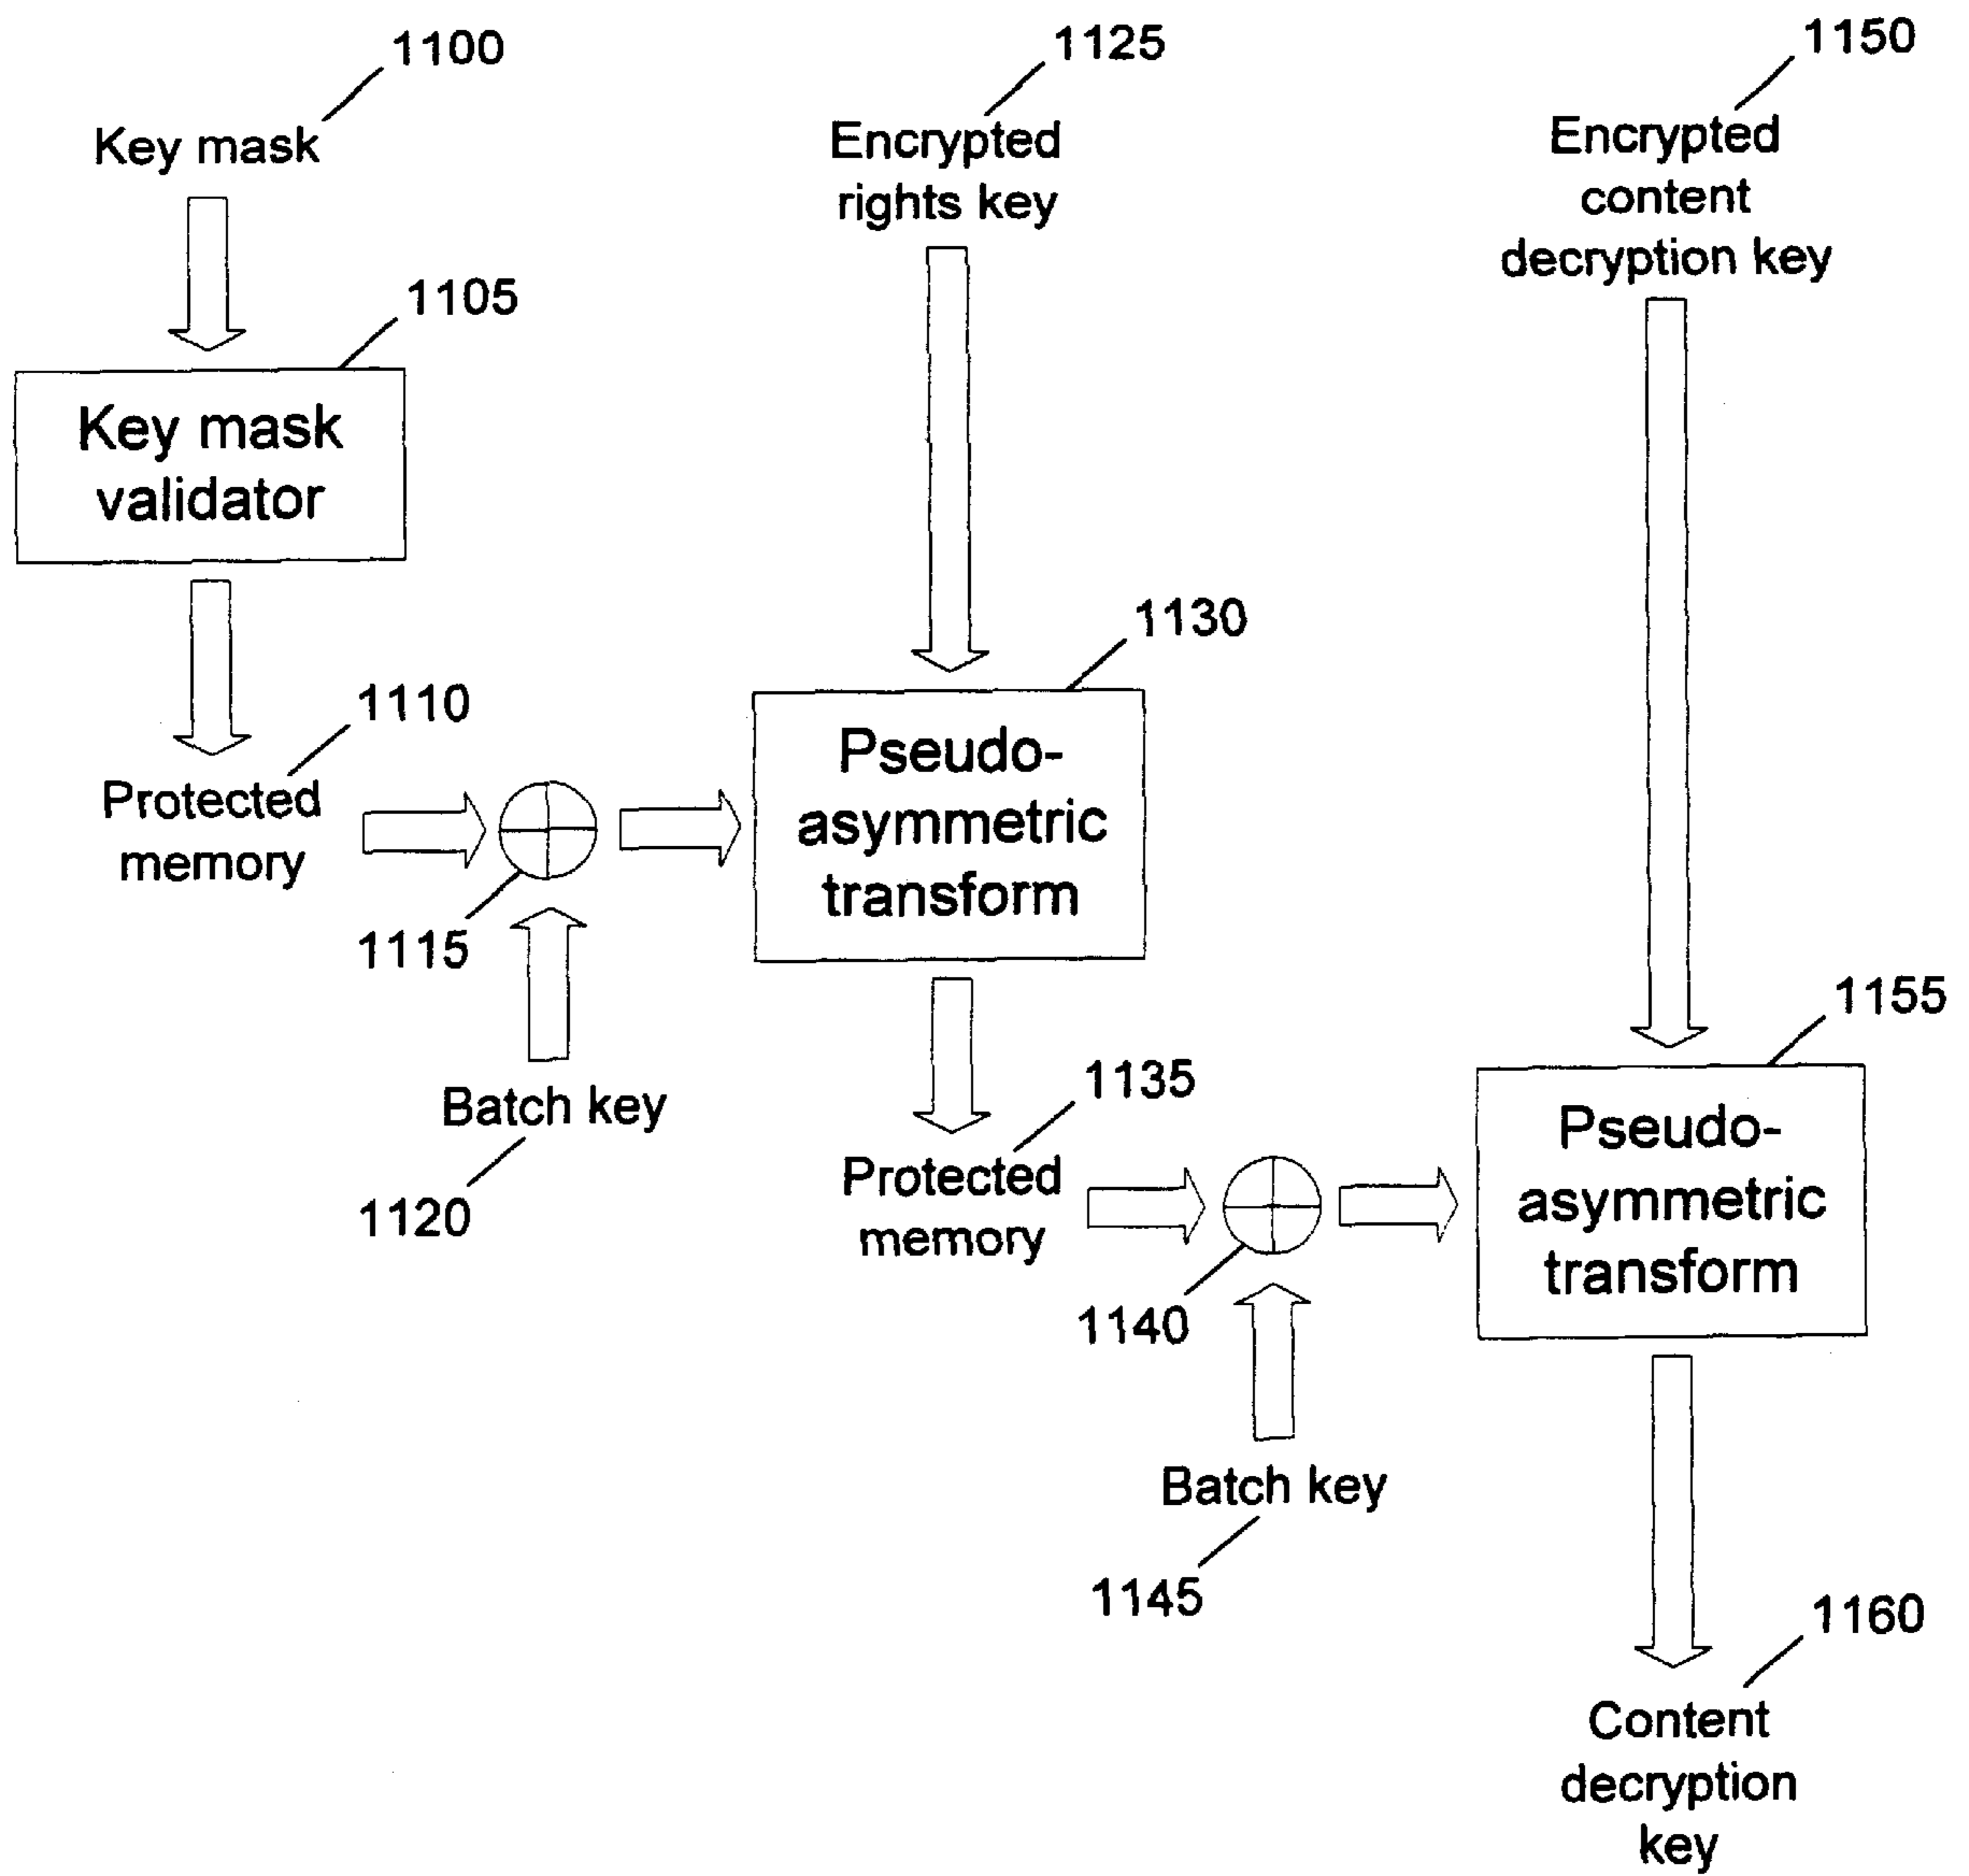 1100
Key mask
1105
Key mask
validator
1110
Protected
memory
1115
Batch key
1120
1125
Encrypted
rights key
1130
Pseudo-
asymmetric
transform
1135
Protected
memory
1140
Batch key
1145
1150
Encrypted
content
decryption key
1155
Pseudo-
asymmetric
transform
1160
Content
decryption
key